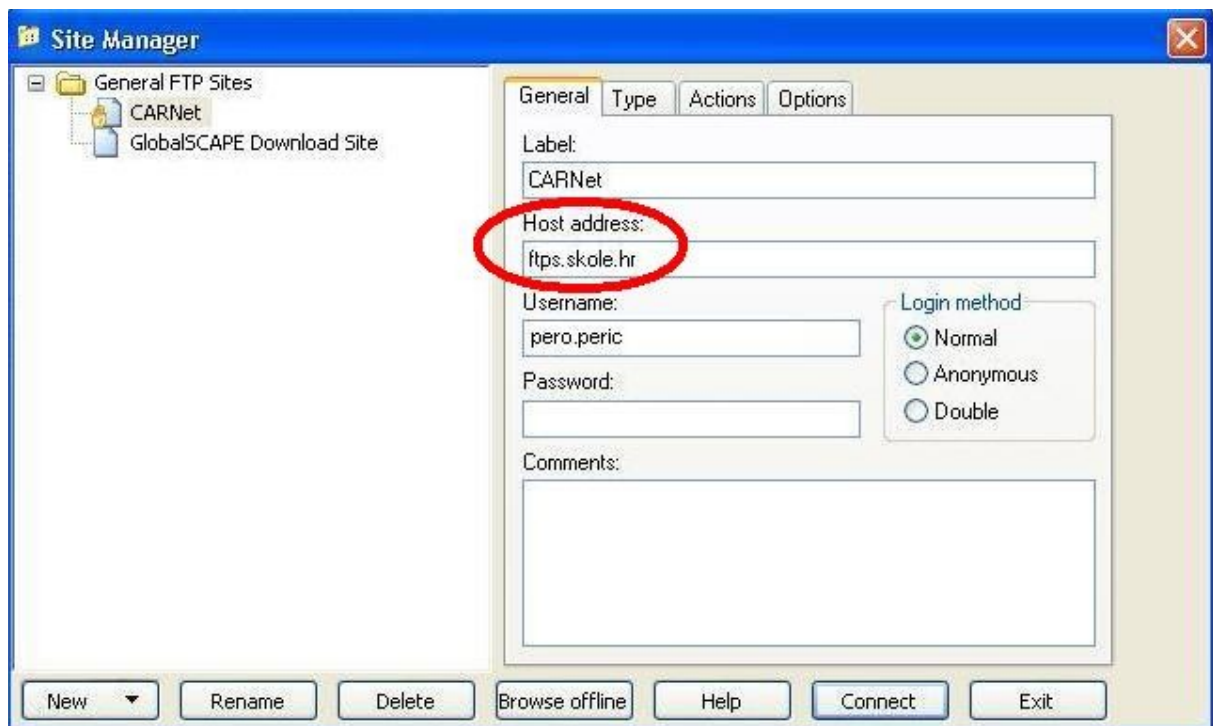 Site Manager
General FTP Sites
CARNet
GlobalSCAPE Download Site
General Type Actions Options
Label:
CARNet
Host address:
ftps.skole.hr
Username:
pero.peric
Password:
Login method
Normal
Anonymous
Double
Comments:
New Rename Delete Browse offline Help Connect Exit